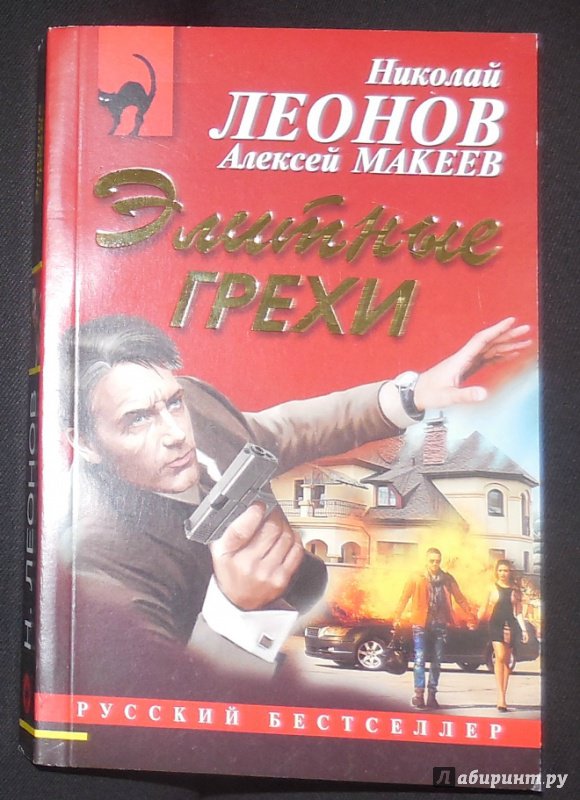 Николай
ЛЕОНОВ
Алексей МАКЕЕВ
Элитные
ГРЕХИ
РУССКИЙ БЕСТСЕЛЛЕР
Н. ЛЕОНОВ
Лабиринт.ру